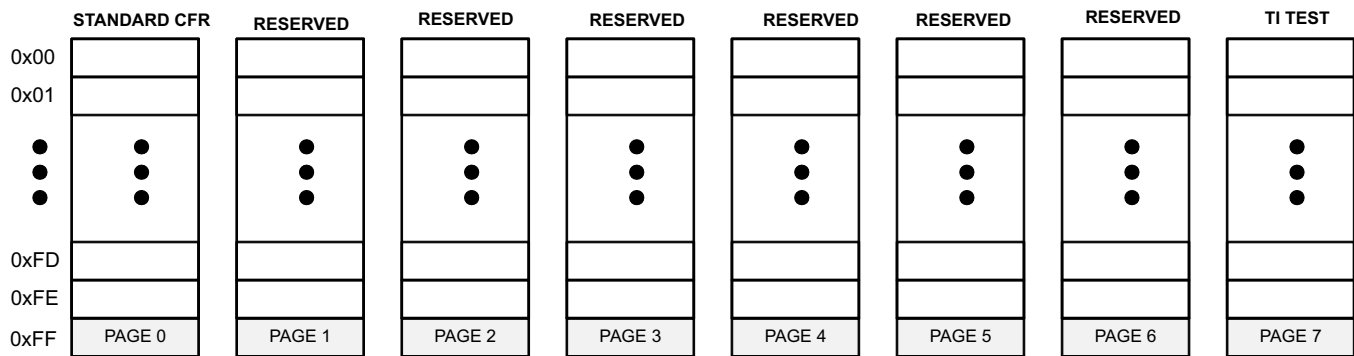 STANDARD CFR RESERVED RESERVED RESERVED RESERVED RESERVED RESERVED TI TEST
0x00
0x01
0xFD
0xFE
0xFF PAGE 0 PAGE 1 PAGE 2 PAGE 3 PAGE 4 PAGE 5 PAGE 6 PAGE 7